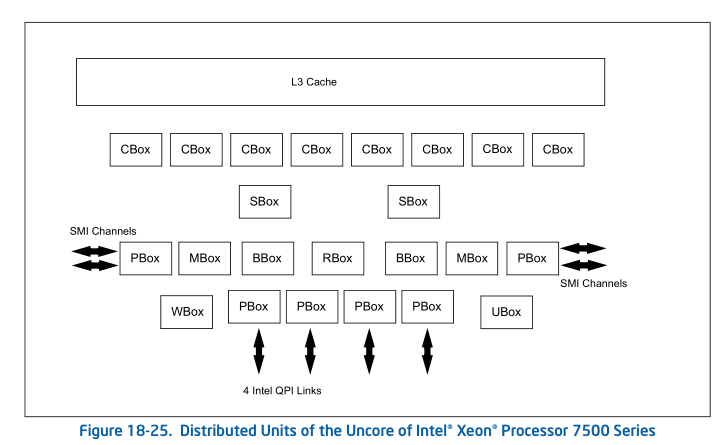 L3 Cache
CBox CBox CBox CBox CBox CBox CBox CBox
SBox SBox
SMI Channels
PBox MBox BBox RBox BBox MBox PBox
SMI Channels
WBox PBox PBox PBox PBox UBox
4 Intel QPI Links
Figure 18-25. Distributed Units of the Uncore of Intel® Xeon® Processor 7500 Series